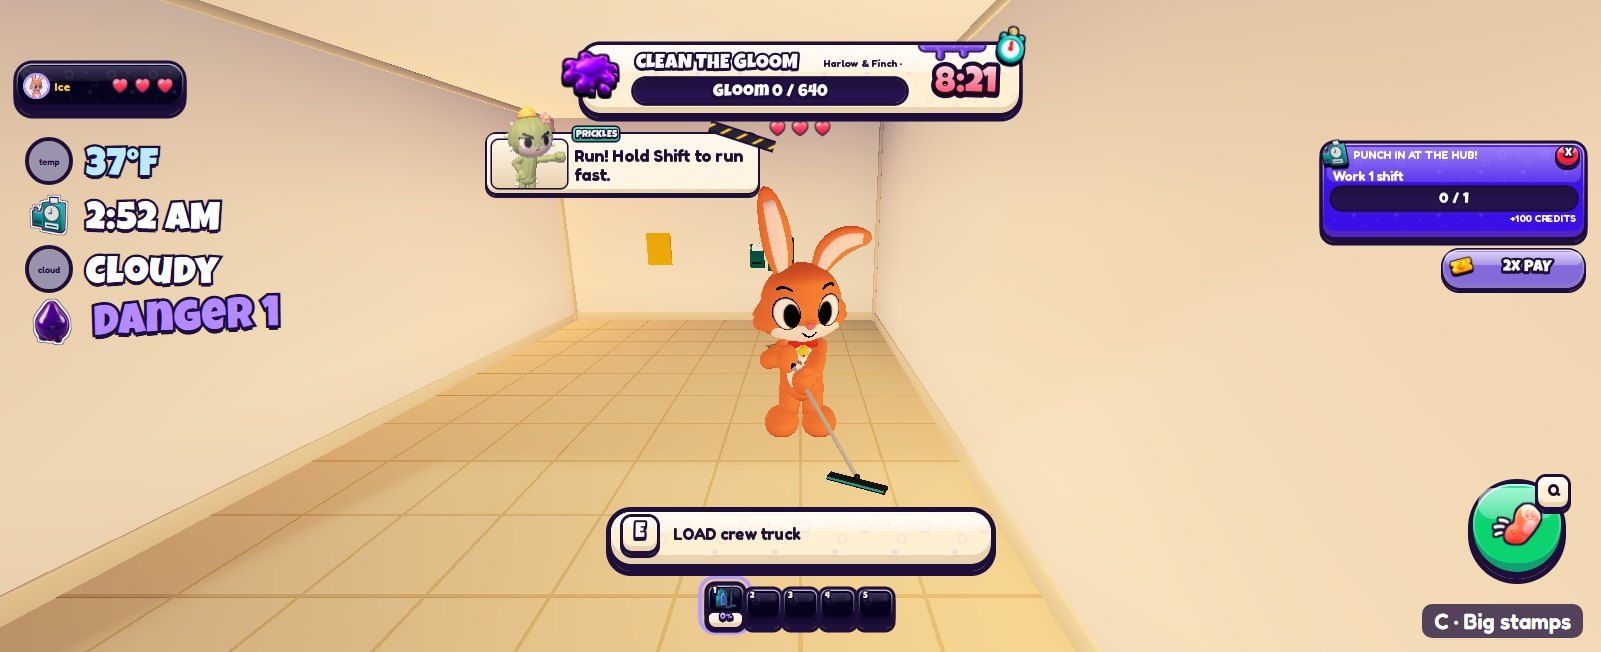 Ice
CLEAN THE GLOOM
Harlow & Finch ·
8:21
GLOOM 0 / 640
PRICKLES
Run! Hold Shift to run
fast.
temp
37°F
2:52 AM
cloud
CLOUDY
DANGER 1
PUNCH IN AT THE HUB!
X
Work 1 shift
0 / 1
+100 CREDITS
2X PAY
E
LOAD crew truck
1
0%
2
3
4
5
Q
C · Big stamps